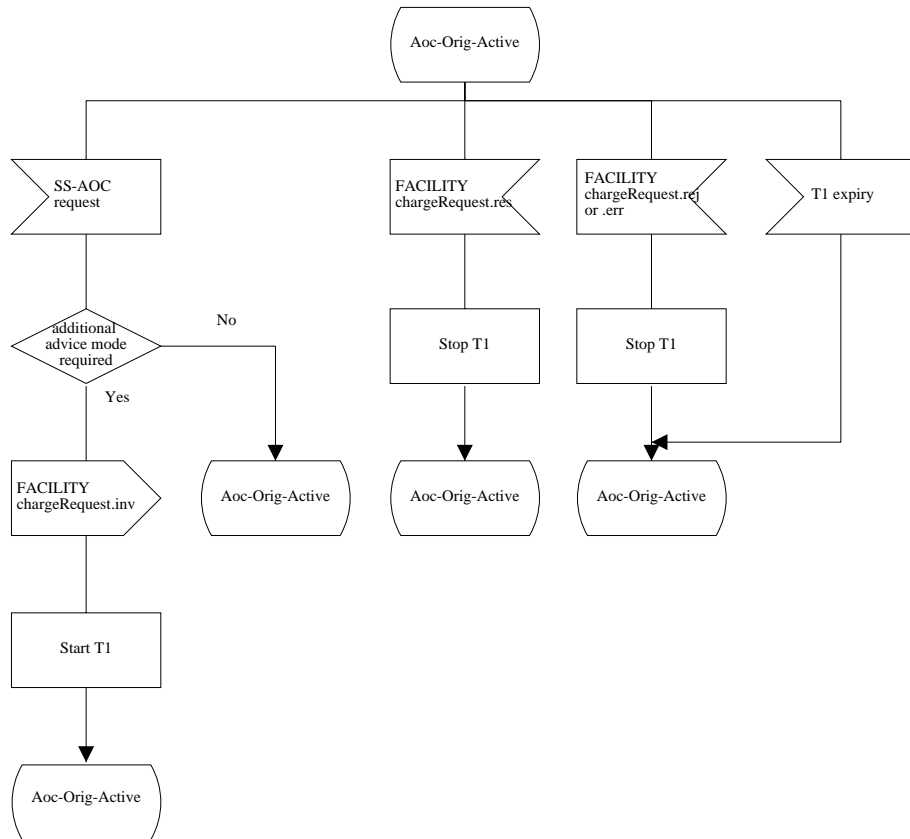 Aoc-Orig-Active
SS-AOC
request
FACILITY
chargeRequest.res
FACILITY
chargeRequest.rej
or .err
T1 expiry
additional
advice mode
required
No
Yes
Stop T1
Stop T1
FACILITY
chargeRequest.inv
Aoc-Orig-Active
Aoc-Orig-Active
Aoc-Orig-Active
Start T1
Aoc-Orig-Active